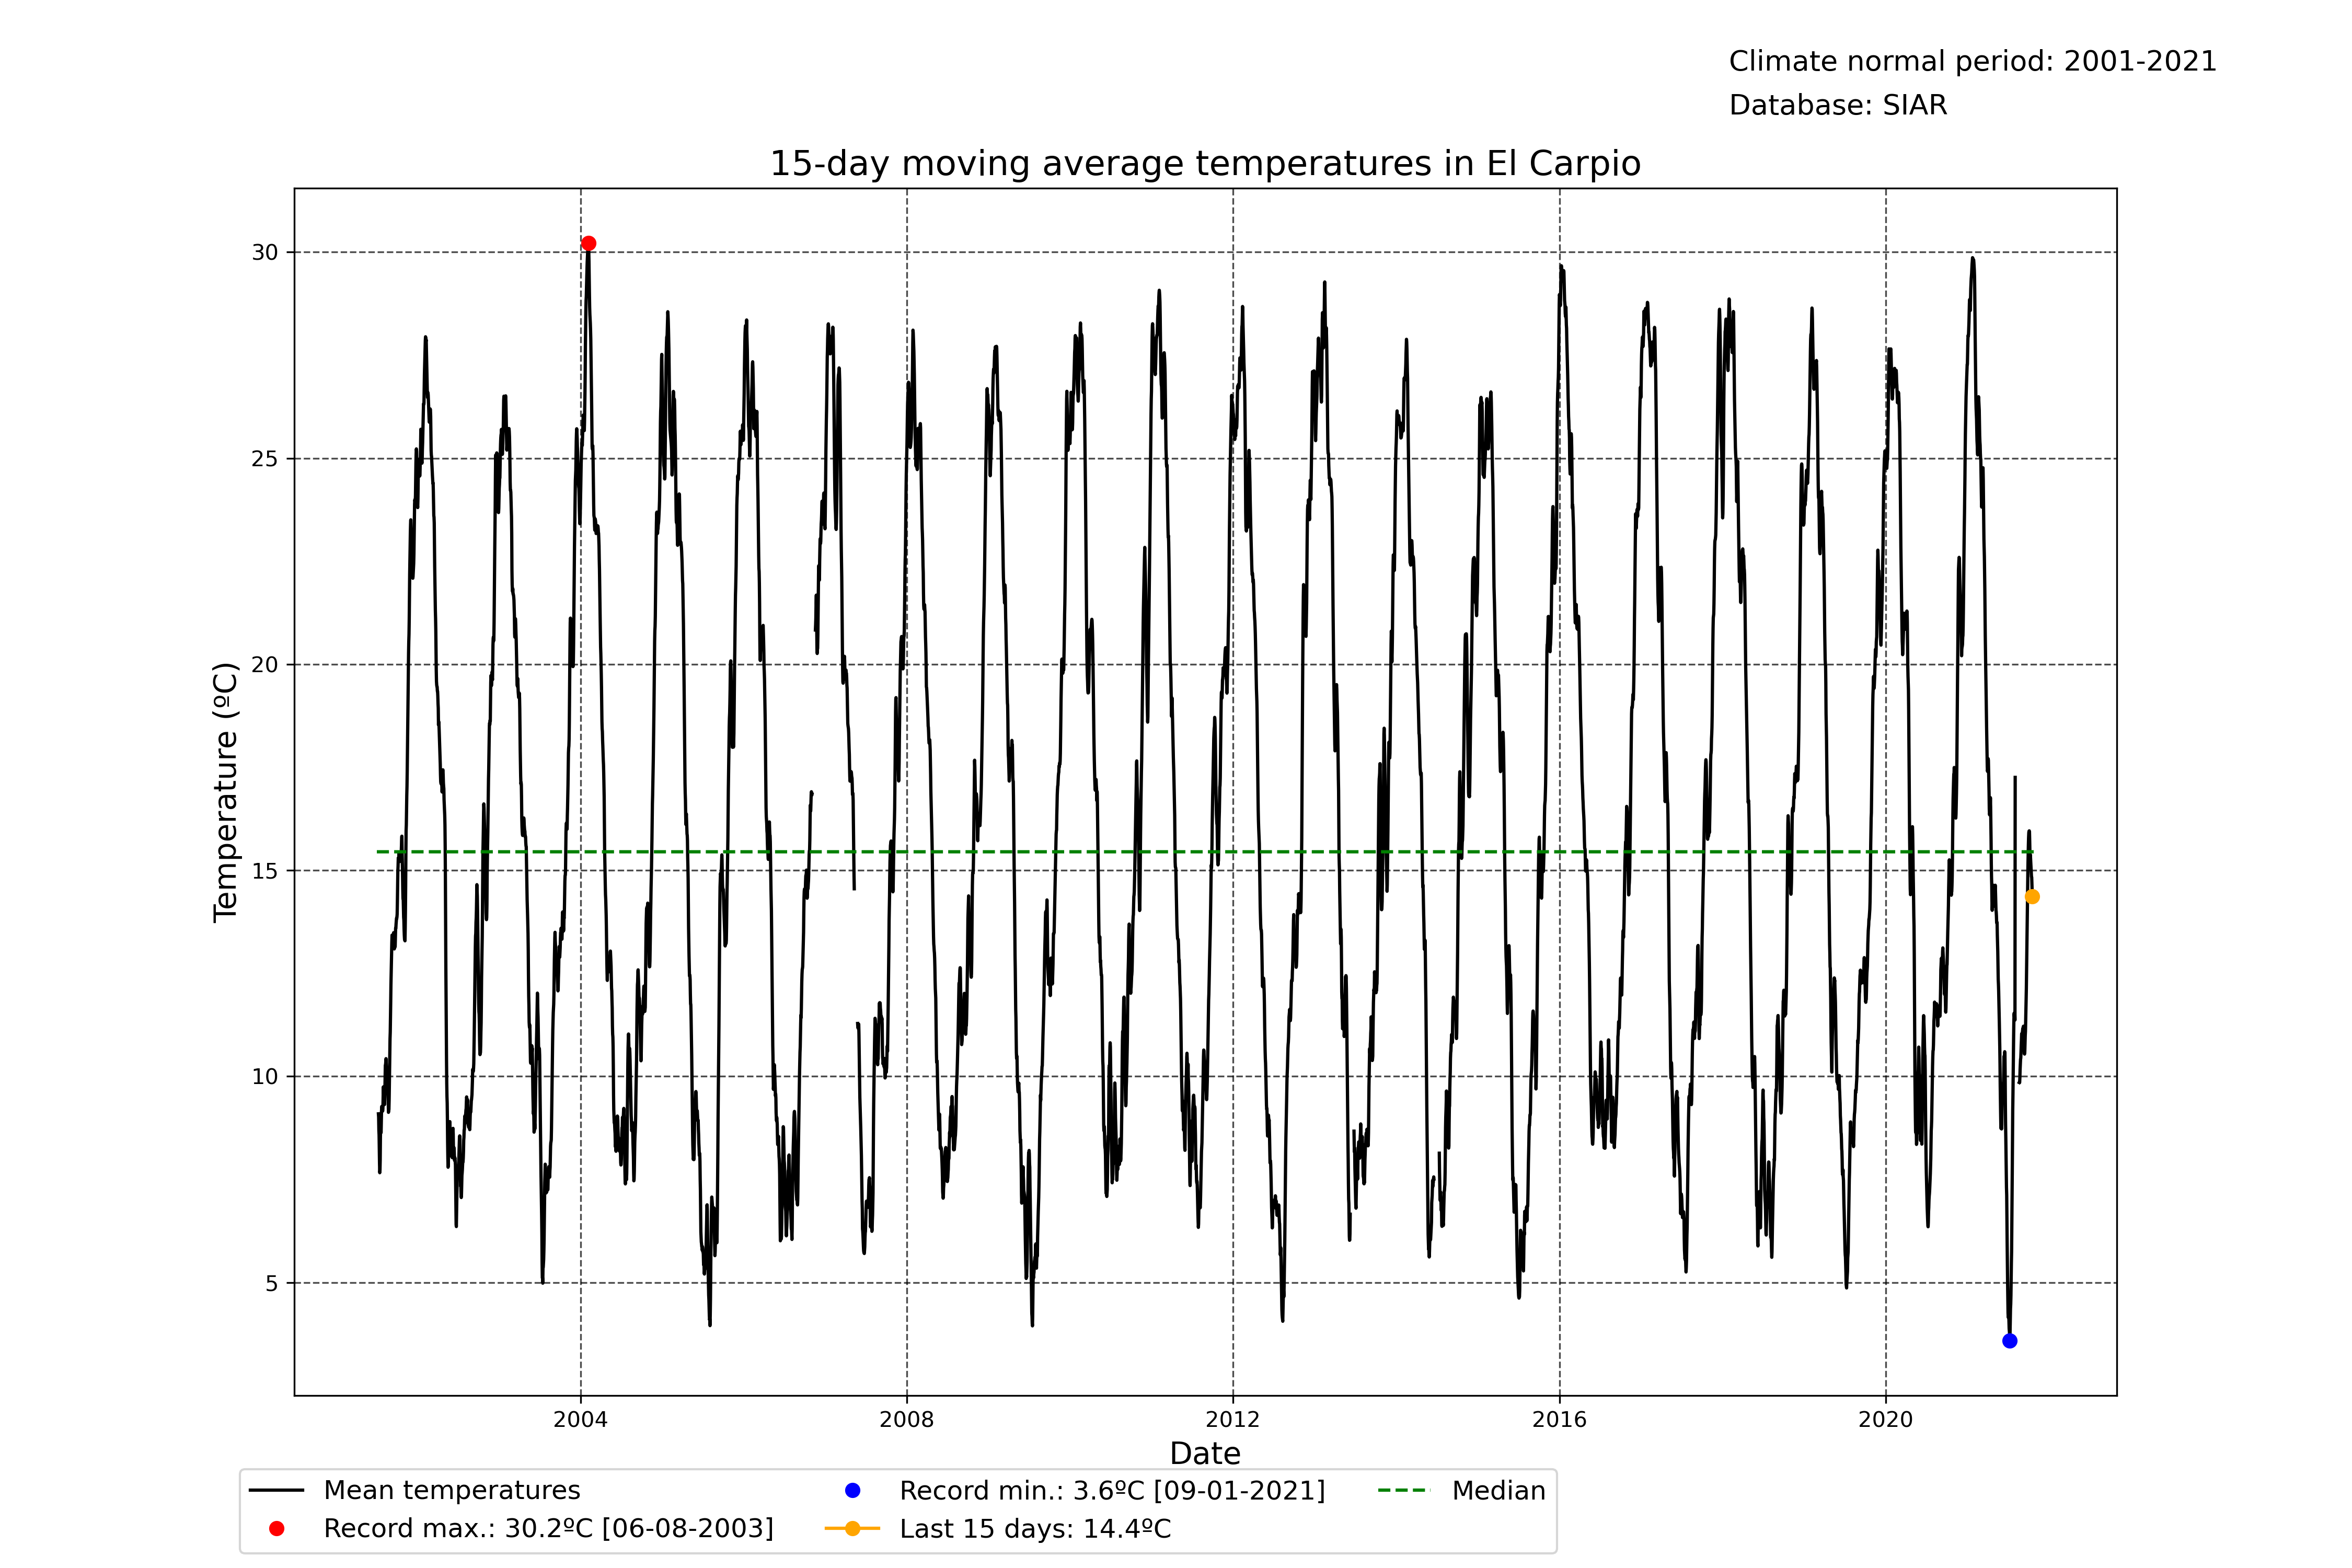 Climate normal period: 2001-2021
Database: SIAR
15-day moving average temperatures in El Carpio
30
25
20
15
10
5
Temperature (ºC)
2004
2008
2012
2016
2020
Date
Mean temperatures
Record max.: 30.2ºC [06-08-2003]
Record min.: 3.6ºC [09-01-2021]
Last 15 days: 14.4ºC
Median